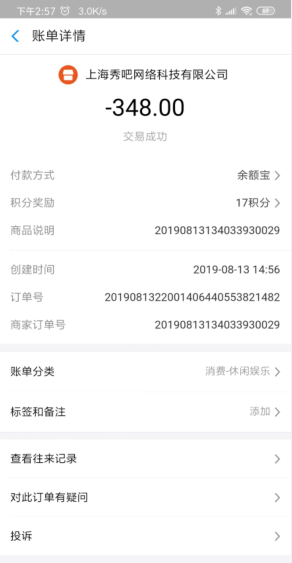 下午2:57 3.0K/s
账单详情
上海秀吧网络科技有限公司
-348.00
交易成功
付款方式 余额宝
积分奖励 17积分
商品说明 20190813134033930029
创建时间 2019-08-13 14:56
订单号 2019081322001406440553821482
商家订单号 20190813134033930029
账单分类 消费-休闲娱乐
标签和备注 添加
查看往来记录
对此订单有疑问
投诉